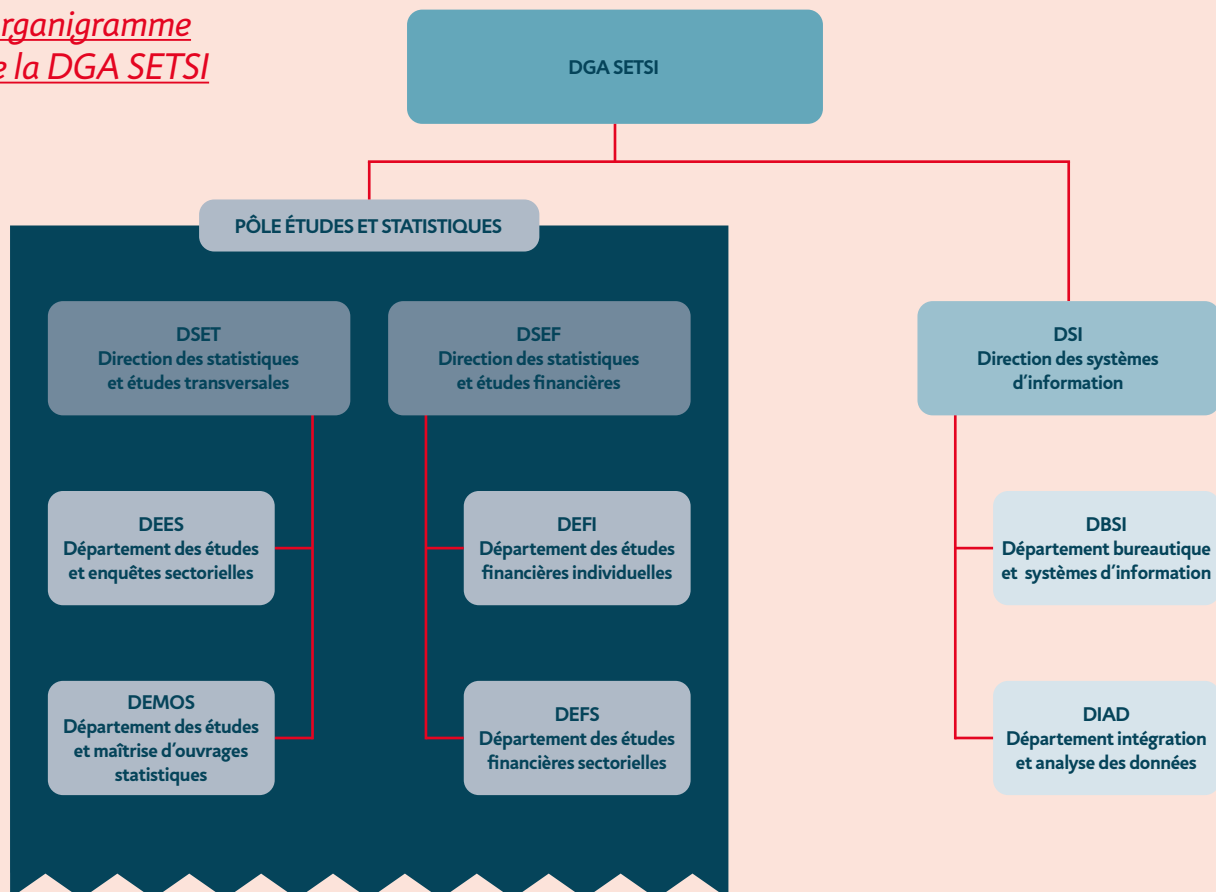 rganigramme
e la DGA SETSI
DGA SETSI
PÔLE ÉTUDES ET STATISTIQUES
DSET
Direction des statistiques
et études transversales
DSEF
Direction des statistiques
et études financières
DSI
Direction des systèmes
d'information
DEES
Département des études
et enquêtes sectorielles
DEFI
Département des études
financières individuelles
DBSI
Département bureautique
et systèmes d'information
DEMOS
Département des études
et maîtrise d'ouvrages
statistiques
DEFS
Département des études
financières sectorielles
DIAD
Département intégration
et analyse des données